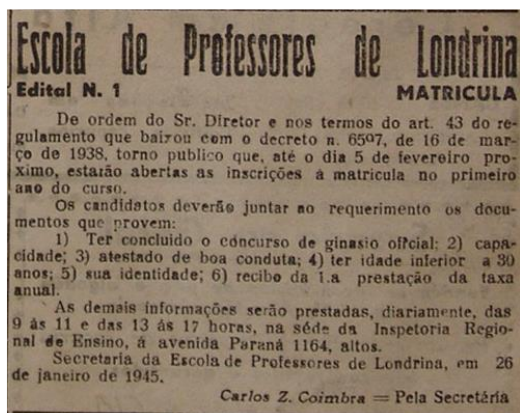 Escola de Professores de Londrina
Edital N. 1 MATRICULA
De ordem do Sr. Diretor e nos termos do art. 43 do re-
gulamento que baixou com o decreto n. 6597, de 16 de mar-
ço de 1938, torno publico que, até o dia 5 de fevereiro pro-
ximo, estarão abertas as inscrições á matricula no primeiro
ano do curso.
Os candidatos deverão juntar ao requerimento os docu-
mentos que provem:
1) Ter concluido o concurso de ginasio official; 2) capa-
cidade; 3) atestado de boa conduta; 4) ter idade inferior a 30
anos; 5) sua identidade; 6) recibo da 1.a prestação da taxa
anual.
As demais informações serão prestadas, diariamente, das
9 ás 11 e das 13 ás 17 horas, na séde da Inspetoria Regio-
nal de Ensino, á avenida Paraná 1164, altos.
Secretaria da Escola de Professores de Londrina, em 26
de janeiro de 1945.
Carlos Z. Coimbra = Pela Secretária